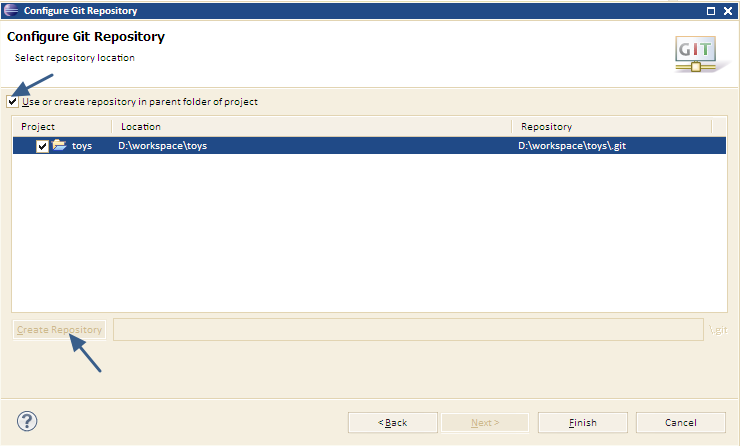 Configure Git Repository
Configure Git Repository
Select repository location
GIT
Use or create repository in parent folder of project
Project Location Repository
toys D:\workspace\toys D:\workspace\toys\.git
Create Repository \.git
? < Back Next > Finish Cancel